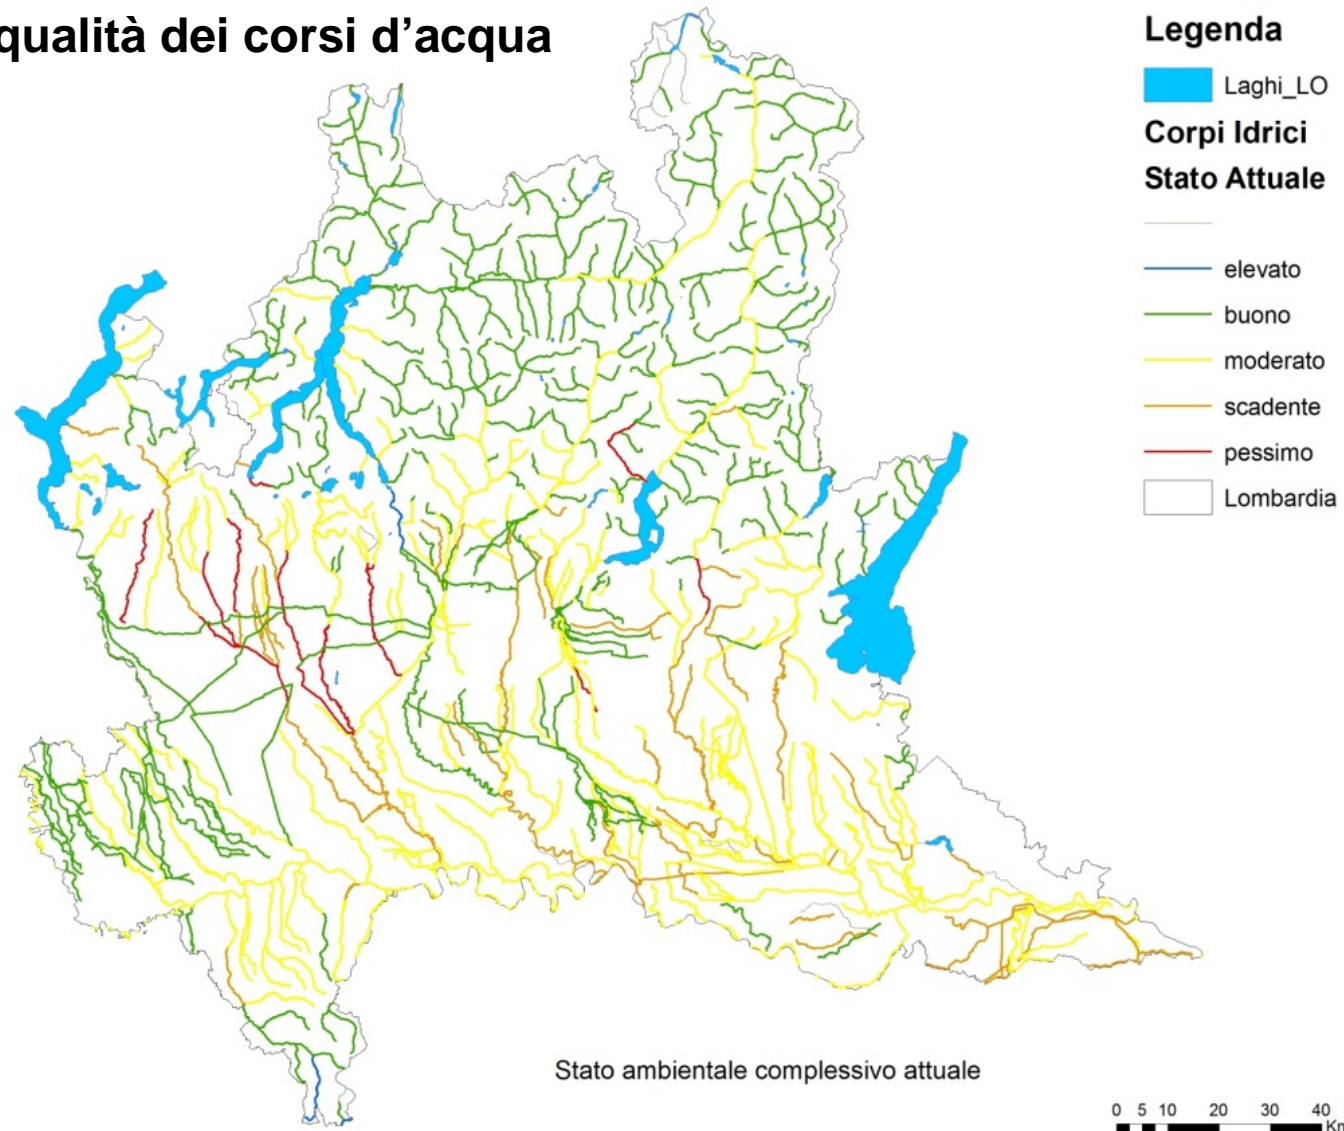 qualità dei corsi d’acqua
Legenda
Laghi_LO
Corpi Idrici
Stato Attuale
elevato
buono
moderato
scadente
pessimo
Lombardia
Stato ambientale complessivo attuale
0 5 10 20 30 40